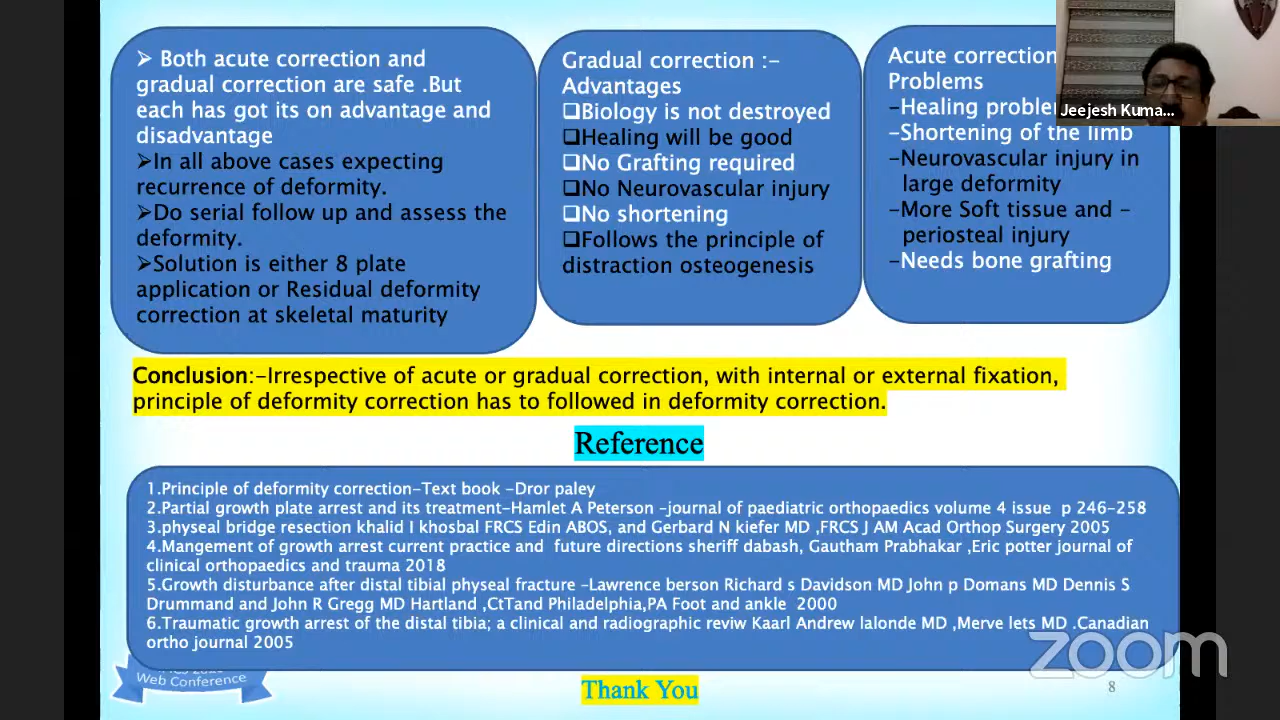 ➢ Both acute correction and
gradual correction are safe .But
each has got its on advantage and
disadvantage
➢In all above cases expecting
recurrence of deformity.
➢Do serial follow up and assess the
deformity.
➢Solution is either 8 plate
application or Residual deformity
correction at skeletal maturity
Gradual correction :-
Advantages
❑Biology is not destroyed
❑Healing will be good
❑No Grafting required
❑No Neurovascular injury
❑No shortening
❑Follows the principle of
distraction osteogenesis
Acute correction
Problems
-Healing
-Shortening of the limb
-Neurovascular injury in
large deformity
-More Soft tissue and -
periosteal injury
-Needs bone grafting
Jeejesh Kuma...
Conclusion:-Irrespective of acute or gradual correction, with internal or external fixation,
principle of deformity correction has to followed in deformity correction.
Reference
1.Principle of deformity correction-Text book -Dror paley
2.Partial growth plate arrest and its treatment-Hamlet A Peterson -journal of paediatric orthopaedics volume 4 issue p 246-258
3.physeal bridge resection khalid I khosbal FRCS Edin ABOS, and Gerbard N kiefer MD ,FRCS J AM Acad Orthop Surgery 2005
4.Mangement of growth arrest current practice and future directions sheriff dabash, Gautham Prabhakar ,Eric potter journal of
clinical orthopaedics and trauma 2018
5.Growth disturbance after distal tibial physeal fracture -Lawrence berson Richard s Davidson MD John p Domans MD Dennis S
Drummand and John R Gregg MD Hartland ,CtTand Philadelphia,PA Foot and ankle 2000
6.Traumatic growth arrest of the distal tibia; a clinical and radiographic reviw Kaarl Andrew lalonde MD ,Merve lets MD .Canadian
ortho journal 2005
zoom
Web Conference
Thank You
8